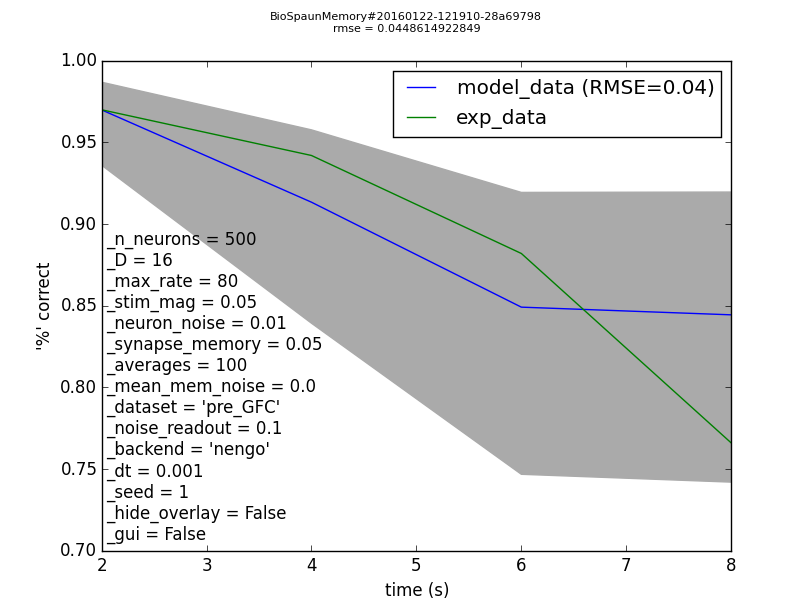 BioSpaunMemory#20160122-121910-28a69798
rmse = 0.0448614922849
1.00
0.95
0.90
0.85
0.80
0.75
0.70
'%' correct
model_data (RMSE=0.04)
exp_data
_n_neurons = 500
_D = 16
_max_rate = 80
_stim_mag = 0.05
_neuron_noise = 0.01
_synapse_memory = 0.05
_averages = 100
_mean_mem_noise = 0.0
_dataset = 'pre_GFC'
_noise_readout = 0.1
_backend = 'nengo'
_dt = 0.001
_seed = 1
_hide_overlay = False
_gui = False
2 3 4 5 6 7 8
time (s)